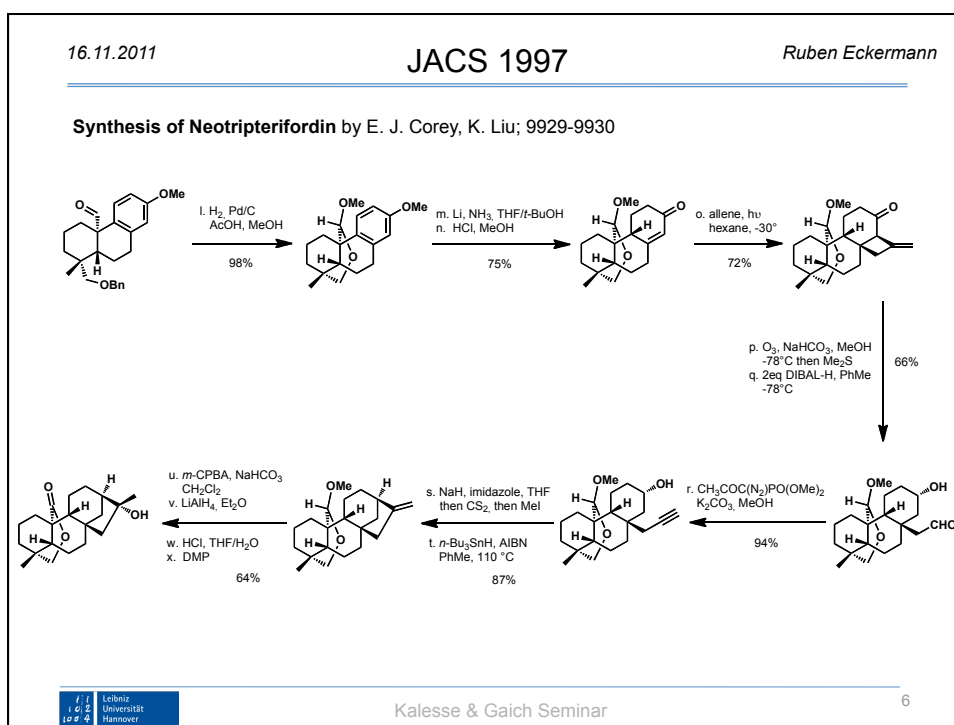 16.11.2011
JACS 1997
Ruben Eckermann
Synthesis of Neotripterifordin by E. J. Corey, K. Liu; 9929-9930
O
OMe
H
OBn
l. H2, Pd/C
AcOH, MeOH
98%
OMe
H
OMe
H
O
m. Li, NH3, THF/t-BuOH
n. HCl, MeOH
75%
OMe
O
H
H
H
O
o. allene, hυ
hexane, -30°
72%
OMe
O
H
H
H
O
p. O3, NaHCO3, MeOH
-78°C then Me2S
q. 2eq DIBAL-H, PhMe
-78°C
66%
O
H
H
OH
H
O
u. m-CPBA, NaHCO3
CH2Cl2
v. LiAlH4, Et2O
w. HCl, THF/H2O
x. DMP
64%
OMe
H
H
H
H
O
s. NaH, imidazole, THF
then CS2, then MeI
t. n-Bu3SnH, AIBN
PhMe, 110 °C
87%
OMe
OH
H
H
H
O
r. CH3COC(N2)PO(OMe)2
K2CO3, MeOH
94%
OMe
OH
H
H
CHO
H
O
Leibniz
Universität
Hannover
Kalesse & Gaich Seminar
6